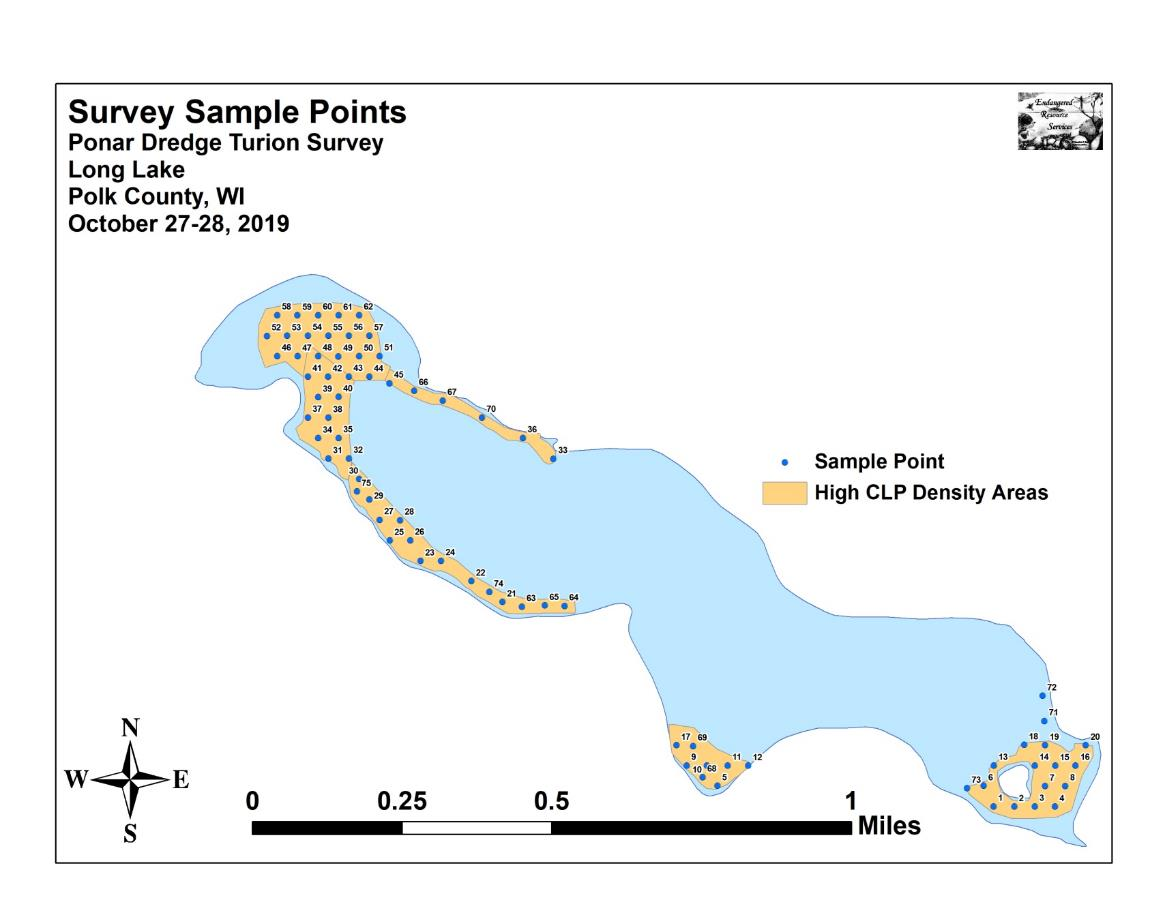 Survey Sample Points
Ponar Dredge Turion Survey
Long Lake
Polk County, WI
October 27-28, 2019
Endangered
Resource
Services
58 59 60 61 62
52 53 54 55 56 57
46 47 48 49 50 51
41 42 43 44 45
66
67
39 40
70
37 38
36
34 35
33
31 32
30
75
29
27 28
25 26
23 24
22
74
21 63 65 64
Sample Point
High CLP Density Areas
72
71
17 69
18 19 20
9 11 12
13 14 15 16
10 68
5
73 6 7 8
1 2 3 4
N
W E
S
0 0.25 0.5 1
Miles